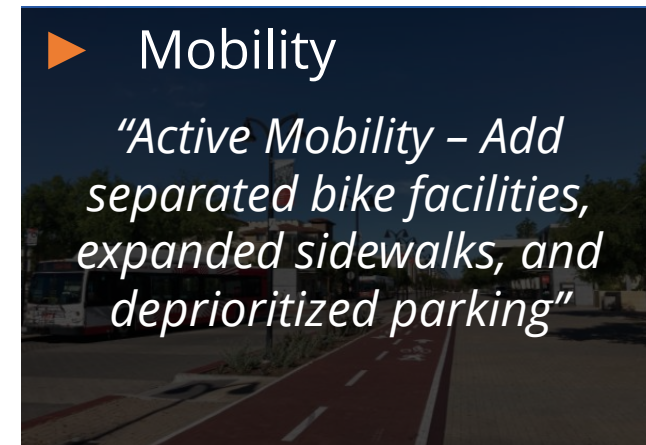 Mobility
“Active Mobility – Add
separated bike facilities,
expanded sidewalks, and
deprioritized parking”